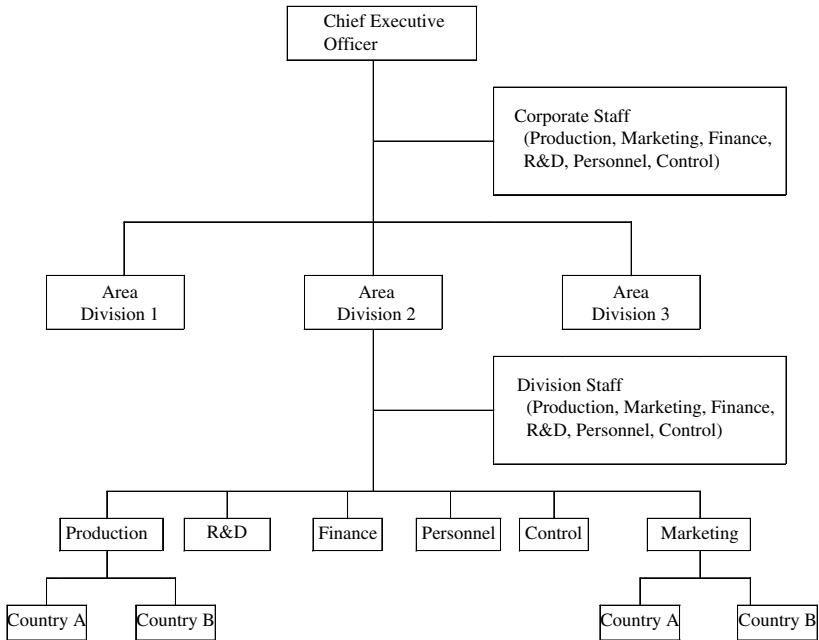 Chief Executive
Officer
Corporate Staff
(Production, Marketing, Finance,
R&D, Personnel, Control)
Area
Division 1
Area
Division 2
Area
Division 3
Division Staff
(Production, Marketing, Finance,
R&D, Personnel, Control)
Production
R&D
Finance
Personnel
Control
Marketing
Country A
Country B
Country A
Country B